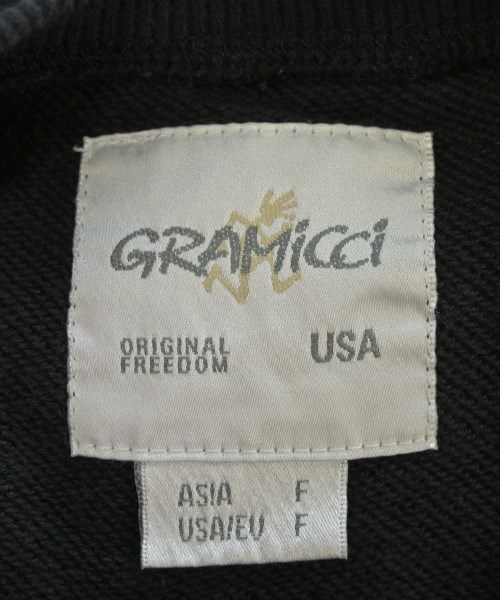 GRAMiCCi
ORIGINAL
FREEDOM
USA
ASIA F
USA/EU F